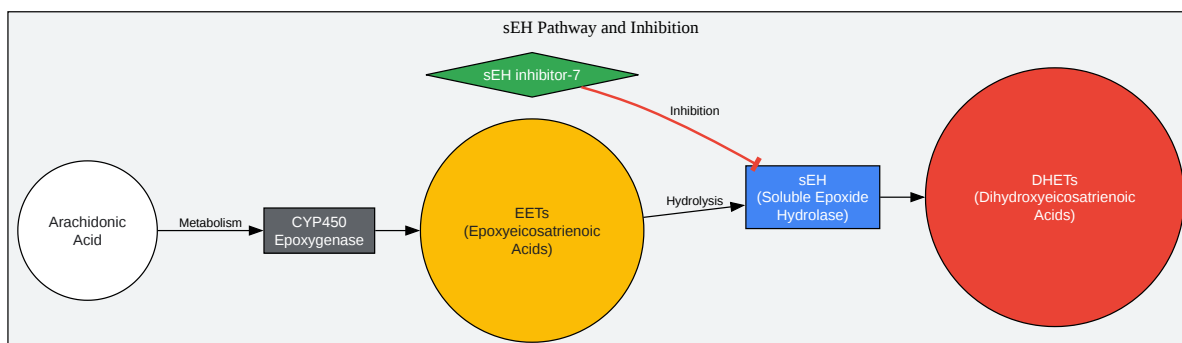 sEH Pathway and Inhibition
sEH inhibitor-7
Inhibition
Arachidonic
Acid
Metabolism
CYP450
Epoxygenase
EETs
(Epoxyeicosatrienoic
Acids)
Hydrolysis
sEH
(Soluble Epoxide
Hydrolase)
DHETs
(Dihydroxyeicosatrienoic
Acids)